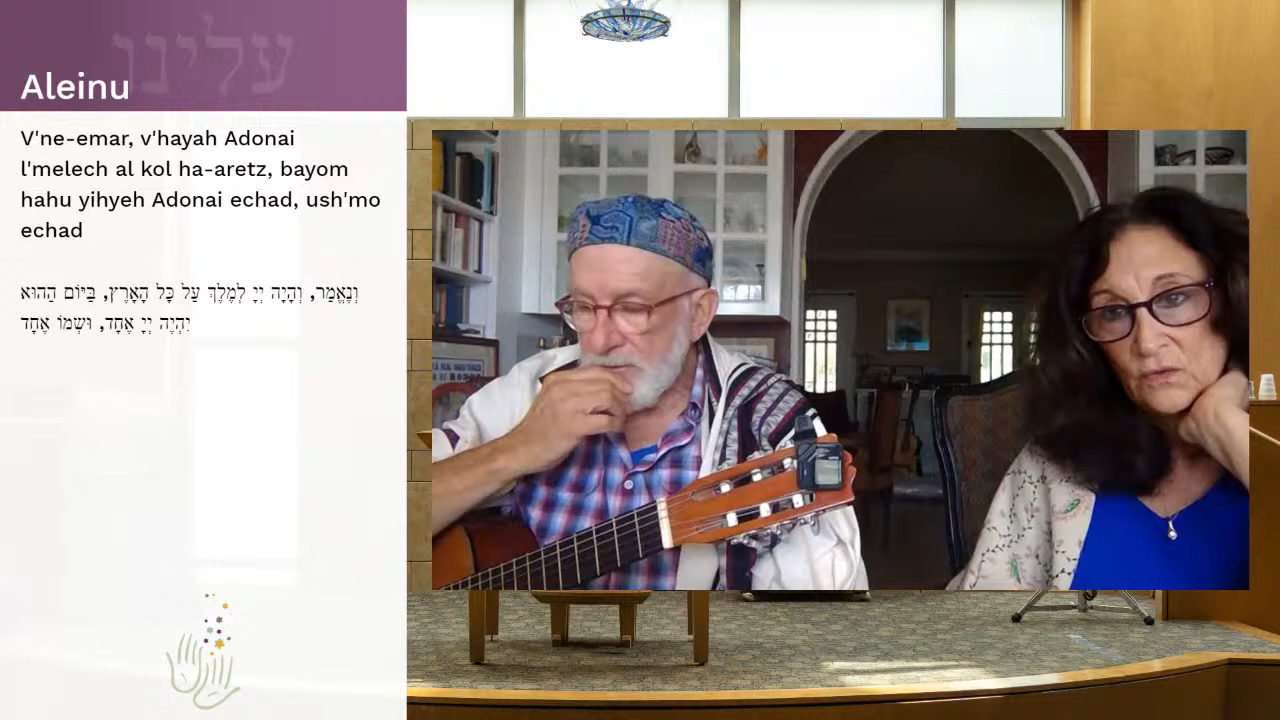 עלינו
Aleinu
V'ne-emar, v'hayah Adonai
l'melech al kol ha-aretz, bayom
hahu yihyeh Adonai echad, ush'mo
echad
וְנֶאֱמַר, וְהָיָה יְיָ לְמֶלֶךְ עַל כָּל הָאָרֶץ, בַּיּוֹם הַהוּא
יִהְיֶה יְיָ אֶחָד, וּשְׁמוֹ אֶחָד